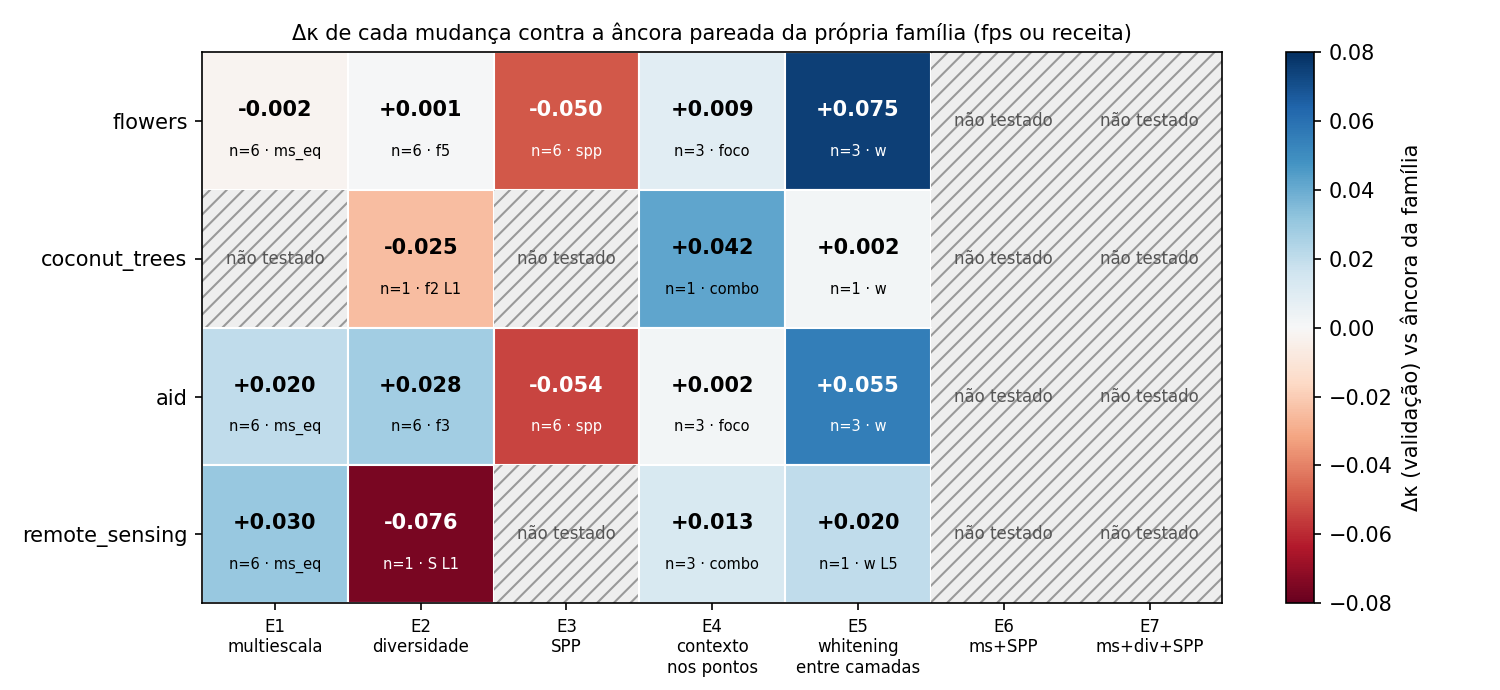 Δκ de cada mudança contra a âncora pareada da própria família (fps ou receita)
flowers
-0.002
n=6 · ms_eq
+0.001
n=6 · f5
-0.050
n=6 · spp
+0.009
n=3 · foco
+0.075
n=3 · w
não testado
não testado
coconut_trees
não testado
-0.025
n=1 · f2 L1
não testado
+0.042
n=1 · combo
+0.002
n=1 · w
não testado
não testado
aid
+0.020
n=6 · ms_eq
+0.028
n=6 · f3
-0.054
n=6 · spp
+0.002
n=3 · foco
+0.055
n=3 · w
não testado
não testado
remote_sensing
+0.030
n=6 · ms_eq
-0.076
n=1 · S L1
não testado
+0.013
n=3 · combo
+0.020
n=1 · w L5
não testado
não testado
E1
multiescala
E2
diversidade
E3
SPP
E4
contexto
nos pontos
E5
whitening
entre camadas
E6
ms+SPP
E7
ms+div+SPP
0.08
0.06
0.04
0.02
0.00
−0.02
−0.04
−0.06
−0.08
Δκ (validação) vs âncora da família